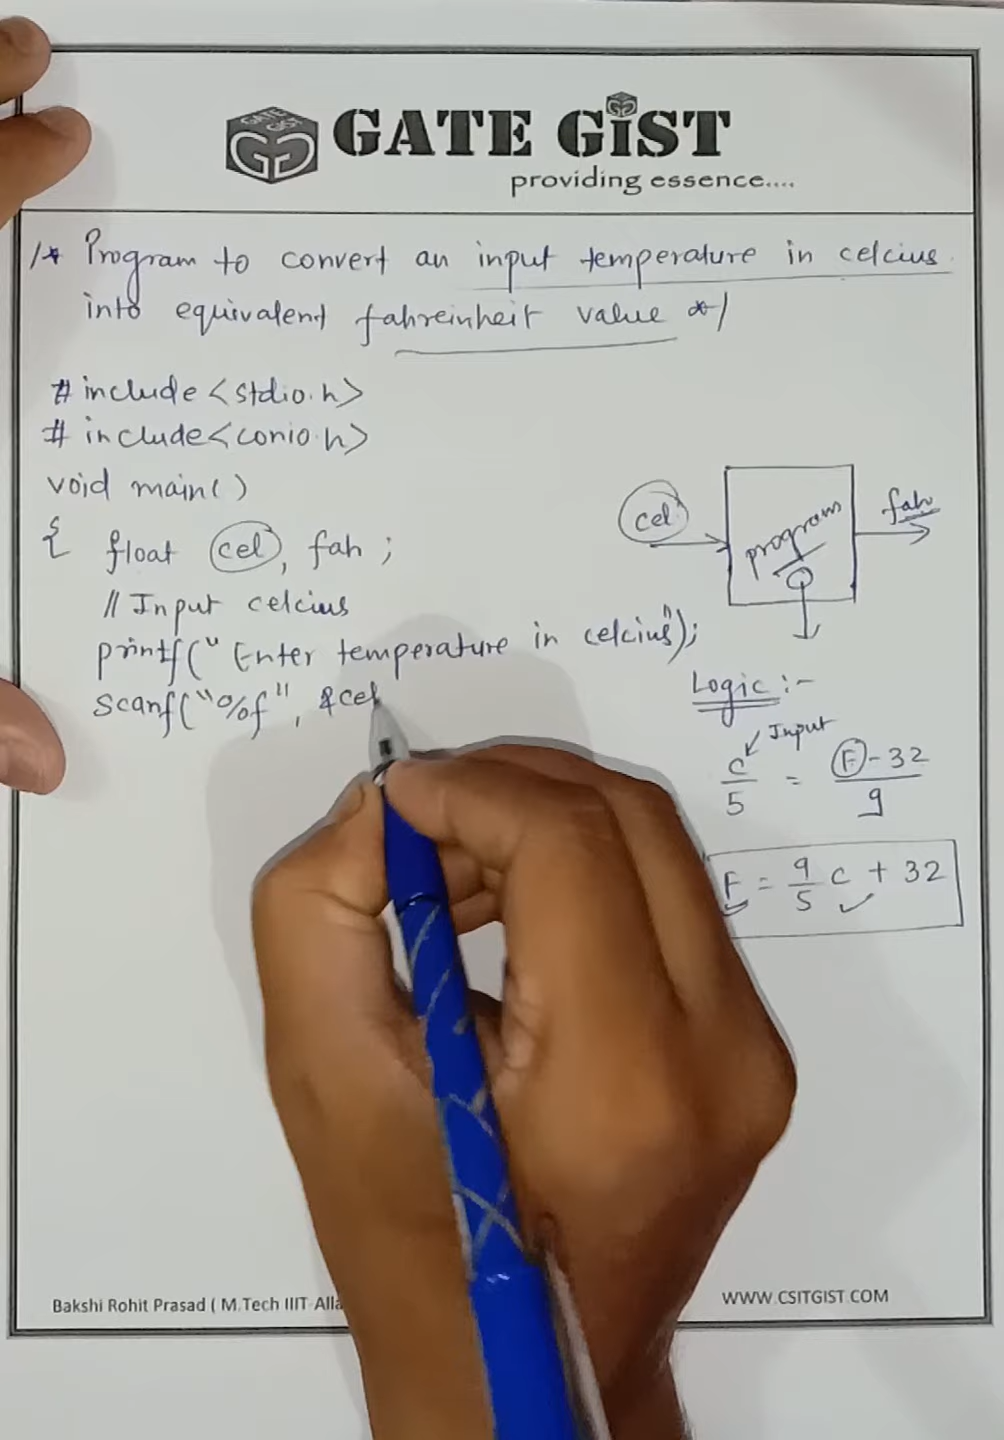 GATE GIST
GATE GiST
providing essence....
/* Program to convert an input temperature in celcius
into equivalent fahreinheit value */
# include <stdio.h>
# include <conio.h>
void main()
{ float cel, fah ;
// Input celcius
printf(" Enter temperature in celcius");
scanf("%f", &cel
cel
program
fah
Logic :-
Input
C/5 = F-32/9
F = 9/5 C + 32
Bakshi Rohit Prasad ( M.Tech IIIT
WWW.CSITGIST.COM